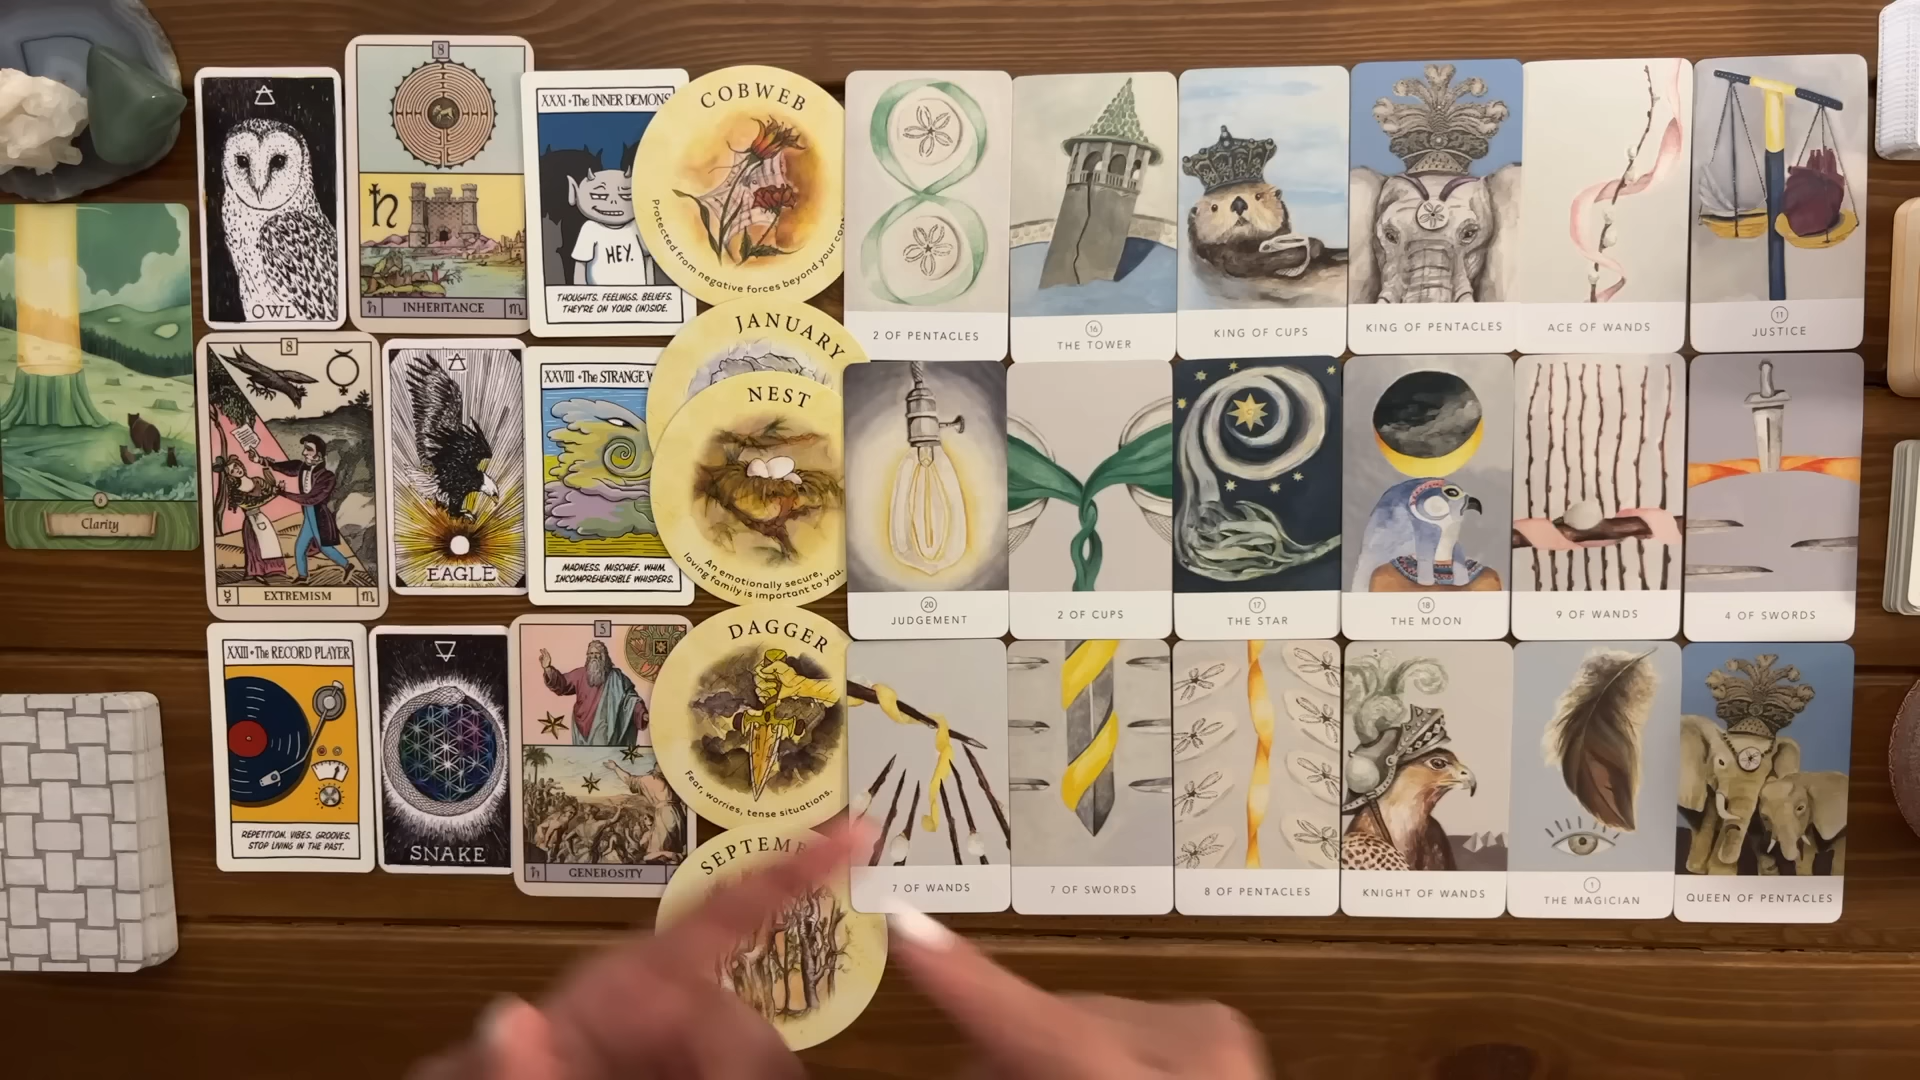 OWL
8
INHERITANCE
XXXI • The INNER DEMONS
HEY.
THOUGHTS. FEELINGS. BELIEFS.
THEY'RE ON YOUR (IN)SIDE.
COBWEB
Protected from negative forces beyond your
2 OF PENTACLES
16
THE TOWER
KING OF CUPS
KING OF PENTACLES
ACE OF WANDS
11
JUSTICE
6
Clarity
8
EXTREMISM
EAGLE
XXVIII • The STRANGE
MADNESS. MISCHIEF. WHIM.
INCOMPREHENSIBLE WHISPERS.
JANUARY
NEST
An emotionally secure,
loving family is important to you.
20
JUDGEMENT
2 OF CUPS
17
THE STAR
18
THE MOON
9 OF WANDS
4 OF SWORDS
XXIII • The RECORD PLAYER
REPETITION. VIBES. GROOVES.
STOP LIVING IN THE PAST.
SNAKE
5
GENEROSITY
DAGGER
Fear, worries, tense situations.
SEPTEMB
7 OF WANDS
7 OF SWORDS
8 OF PENTACLES
KNIGHT OF WANDS
1
THE MAGICIAN
QUEEN OF PENTACLES